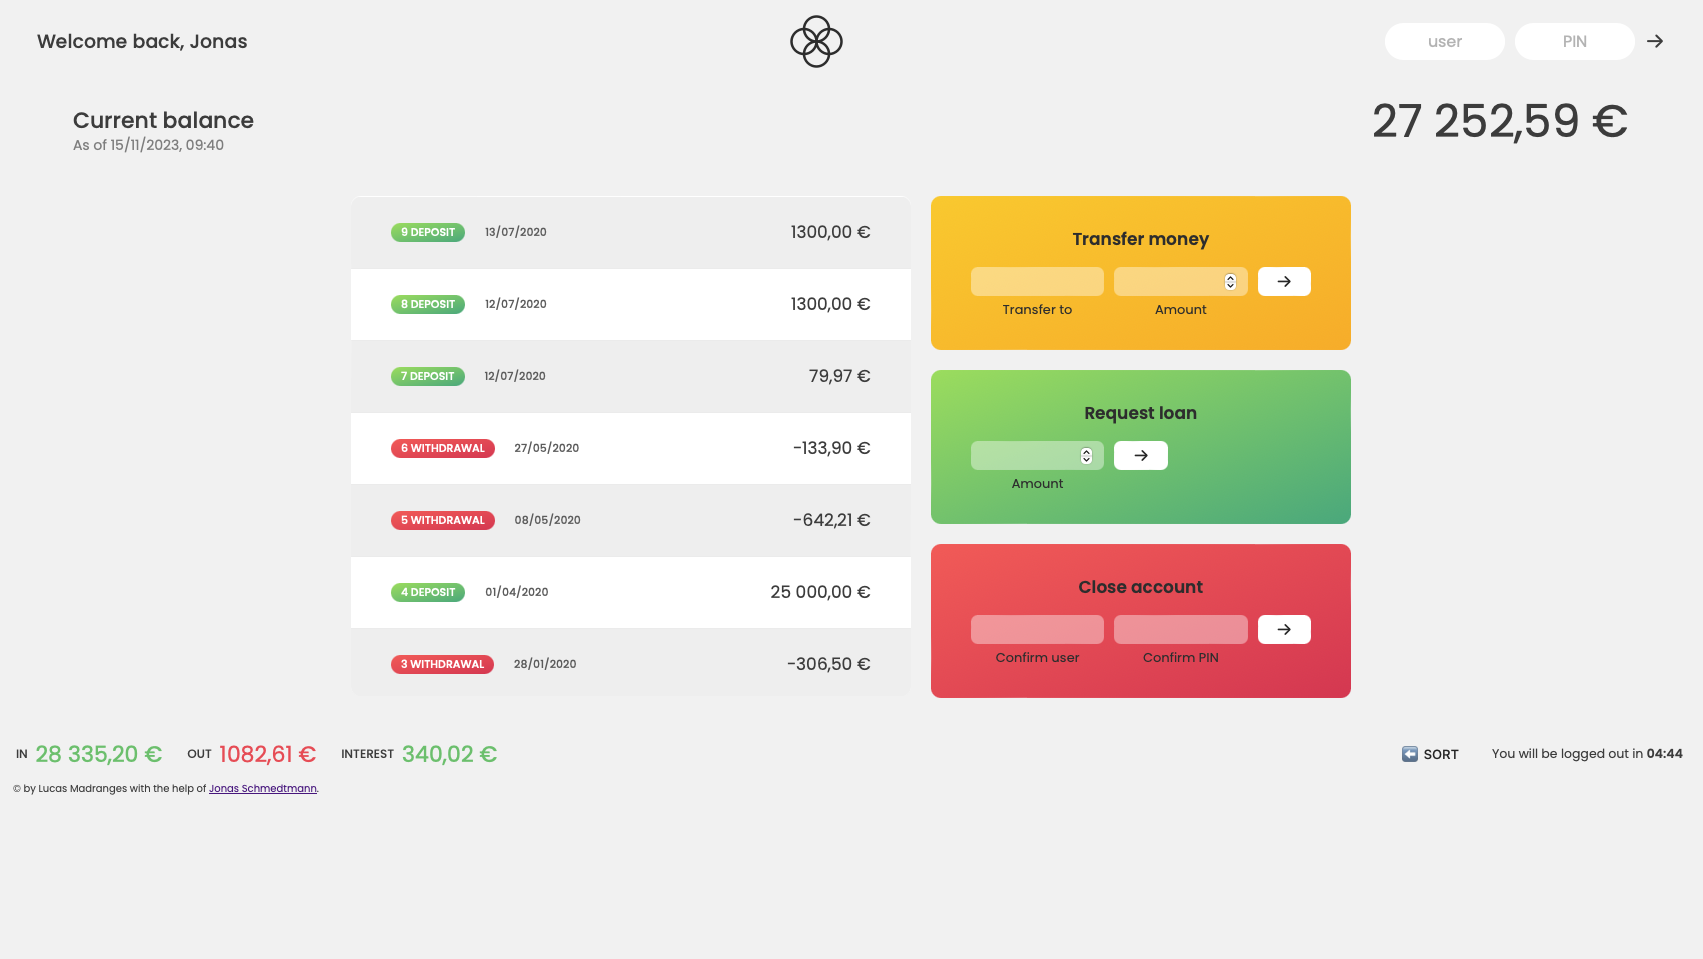 Welcome back, Jonas
user
PIN
Current balance
As of 15/11/2023, 09:40
27 252,59 €
9 DEPOSIT 13/07/2020 1300,00 €
8 DEPOSIT 12/07/2020 1300,00 €
7 DEPOSIT 12/07/2020 79,97 €
6 WITHDRAWAL 27/05/2020 -133,90 €
5 WITHDRAWAL 08/05/2020 -642,21 €
4 DEPOSIT 01/04/2020 25 000,00 €
3 WITHDRAWAL 28/01/2020 -306,50 €
Transfer money
Transfer to Amount
Request loan
Amount
Close account
Confirm user Confirm PIN
IN 28 335,20 € OUT 1082,61 € INTEREST 340,02 €
SORT
You will be logged out in 04:44
© by Lucas Madranges with the help of Jonas Schmedtmann.